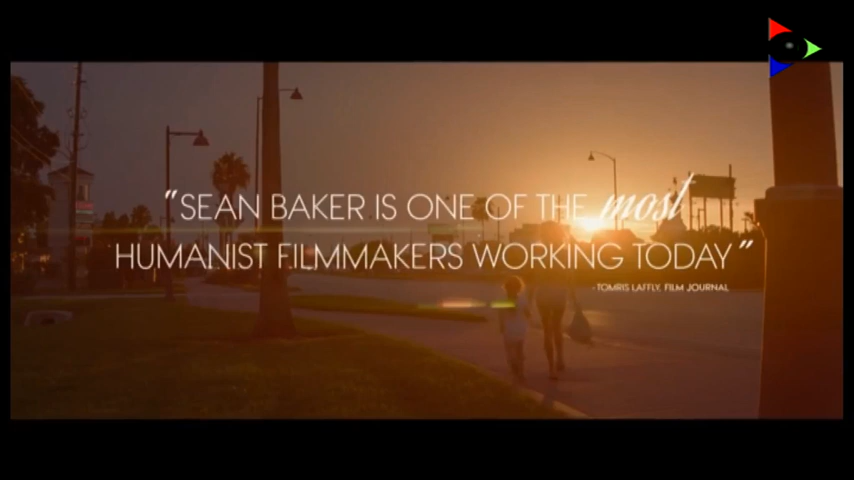 "SEAN BAKER IS ONE OF THE most
HUMANIST FILMMAKERS WORKING TODAY"
- TOMRIS LAFFLY, FILM JOURNAL